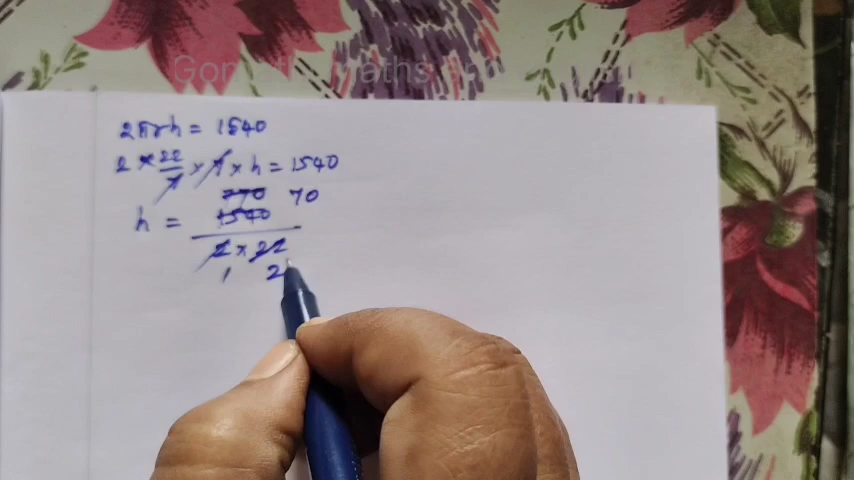 2πrh = 1540
2 × 22/7 × 7 × h = 1540
770 70
h = 1540
2 × 22
1 2